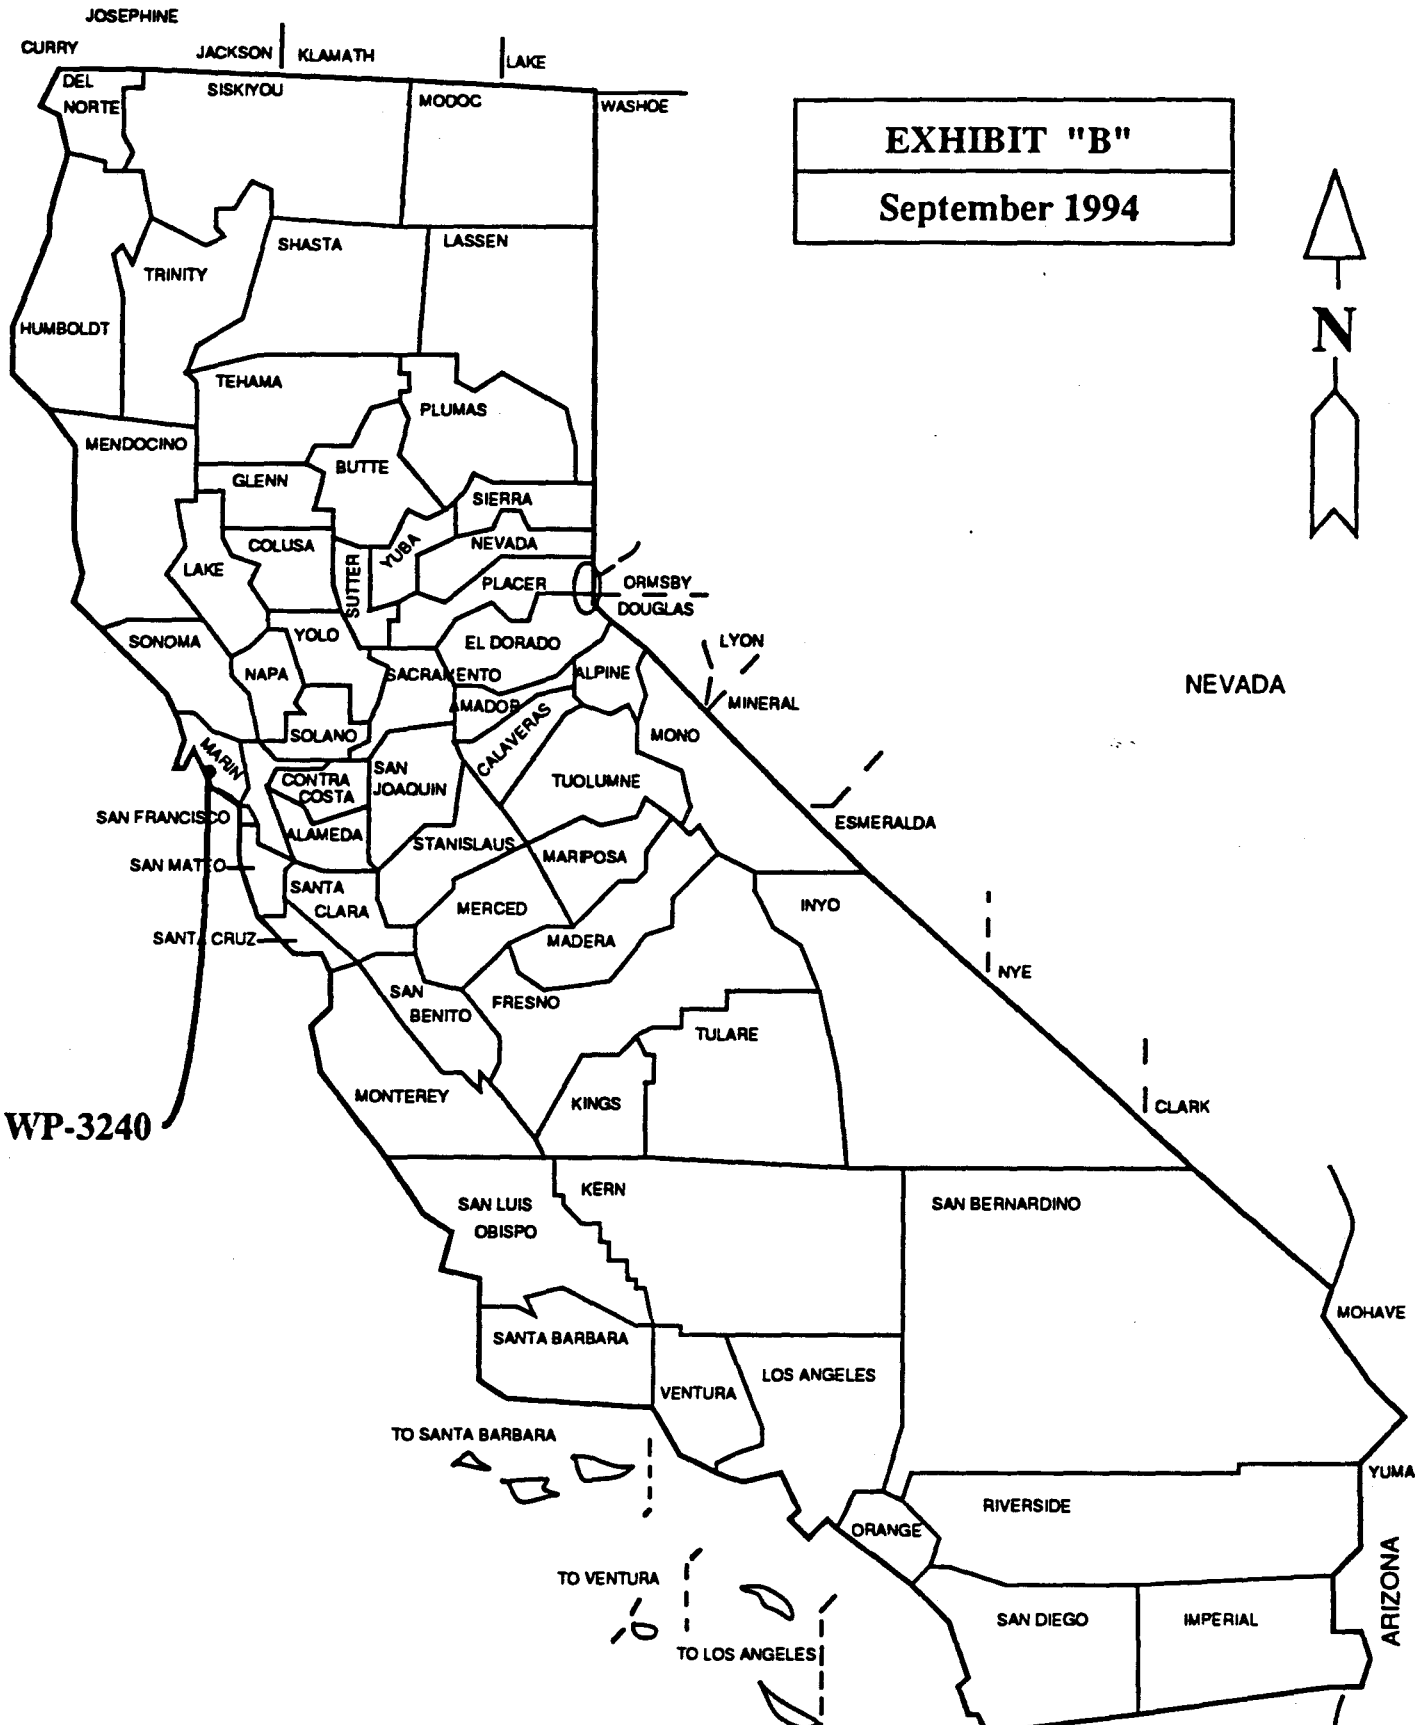 JOSEPHINE
CURRY
JACKSON
KLAMATH
LAKE
DEL
NORTE
SISKIYOU
MODOC
WASHOE
EXHIBIT "B"
September 1994
N
SHASTA
LASSEN
TRINITY
HUMBOLDT
TEHAMA
PLUMAS
MENDOCINO
BUTTE
GLENN
SIERRA
COLUSA
YUBA
NEVADA
LAKE
SUTTER
PLACER
ORMSBY
DOUGLAS
SONOMA
YOLO
EL DORADO
LYON
NAPA
SACRAMENTO
ALPINE
NEVADA
AMADOR
MINERAL
SOLANO
CALAVERAS
MONO
MARIN
CONTRA
COSTA
SAN
JOAQUIN
TUOLUMNE
SAN FRANCISCO
ALAMEDA
STANISLAUS
ESMERALDA
SAN MATEO
MARIPOSA
SANTA
CLARA
MERCED
INYO
SANTA CRUZ
MADERA
NYE
SAN
BENITO
FRESNO
TULARE
MONTEREY
KINGS
CLARK
WP-3240
KERN
SAN LUIS
OBISPO
SAN BERNARDINO
MOHAVE
SANTA BARBARA
LOS ANGELES
VENTURA
TO SANTA BARBARA
YUMA
RIVERSIDE
ORANGE
TO VENTURA
ARIZONA
SAN DIEGO
IMPERIAL
TO LOS ANGELES